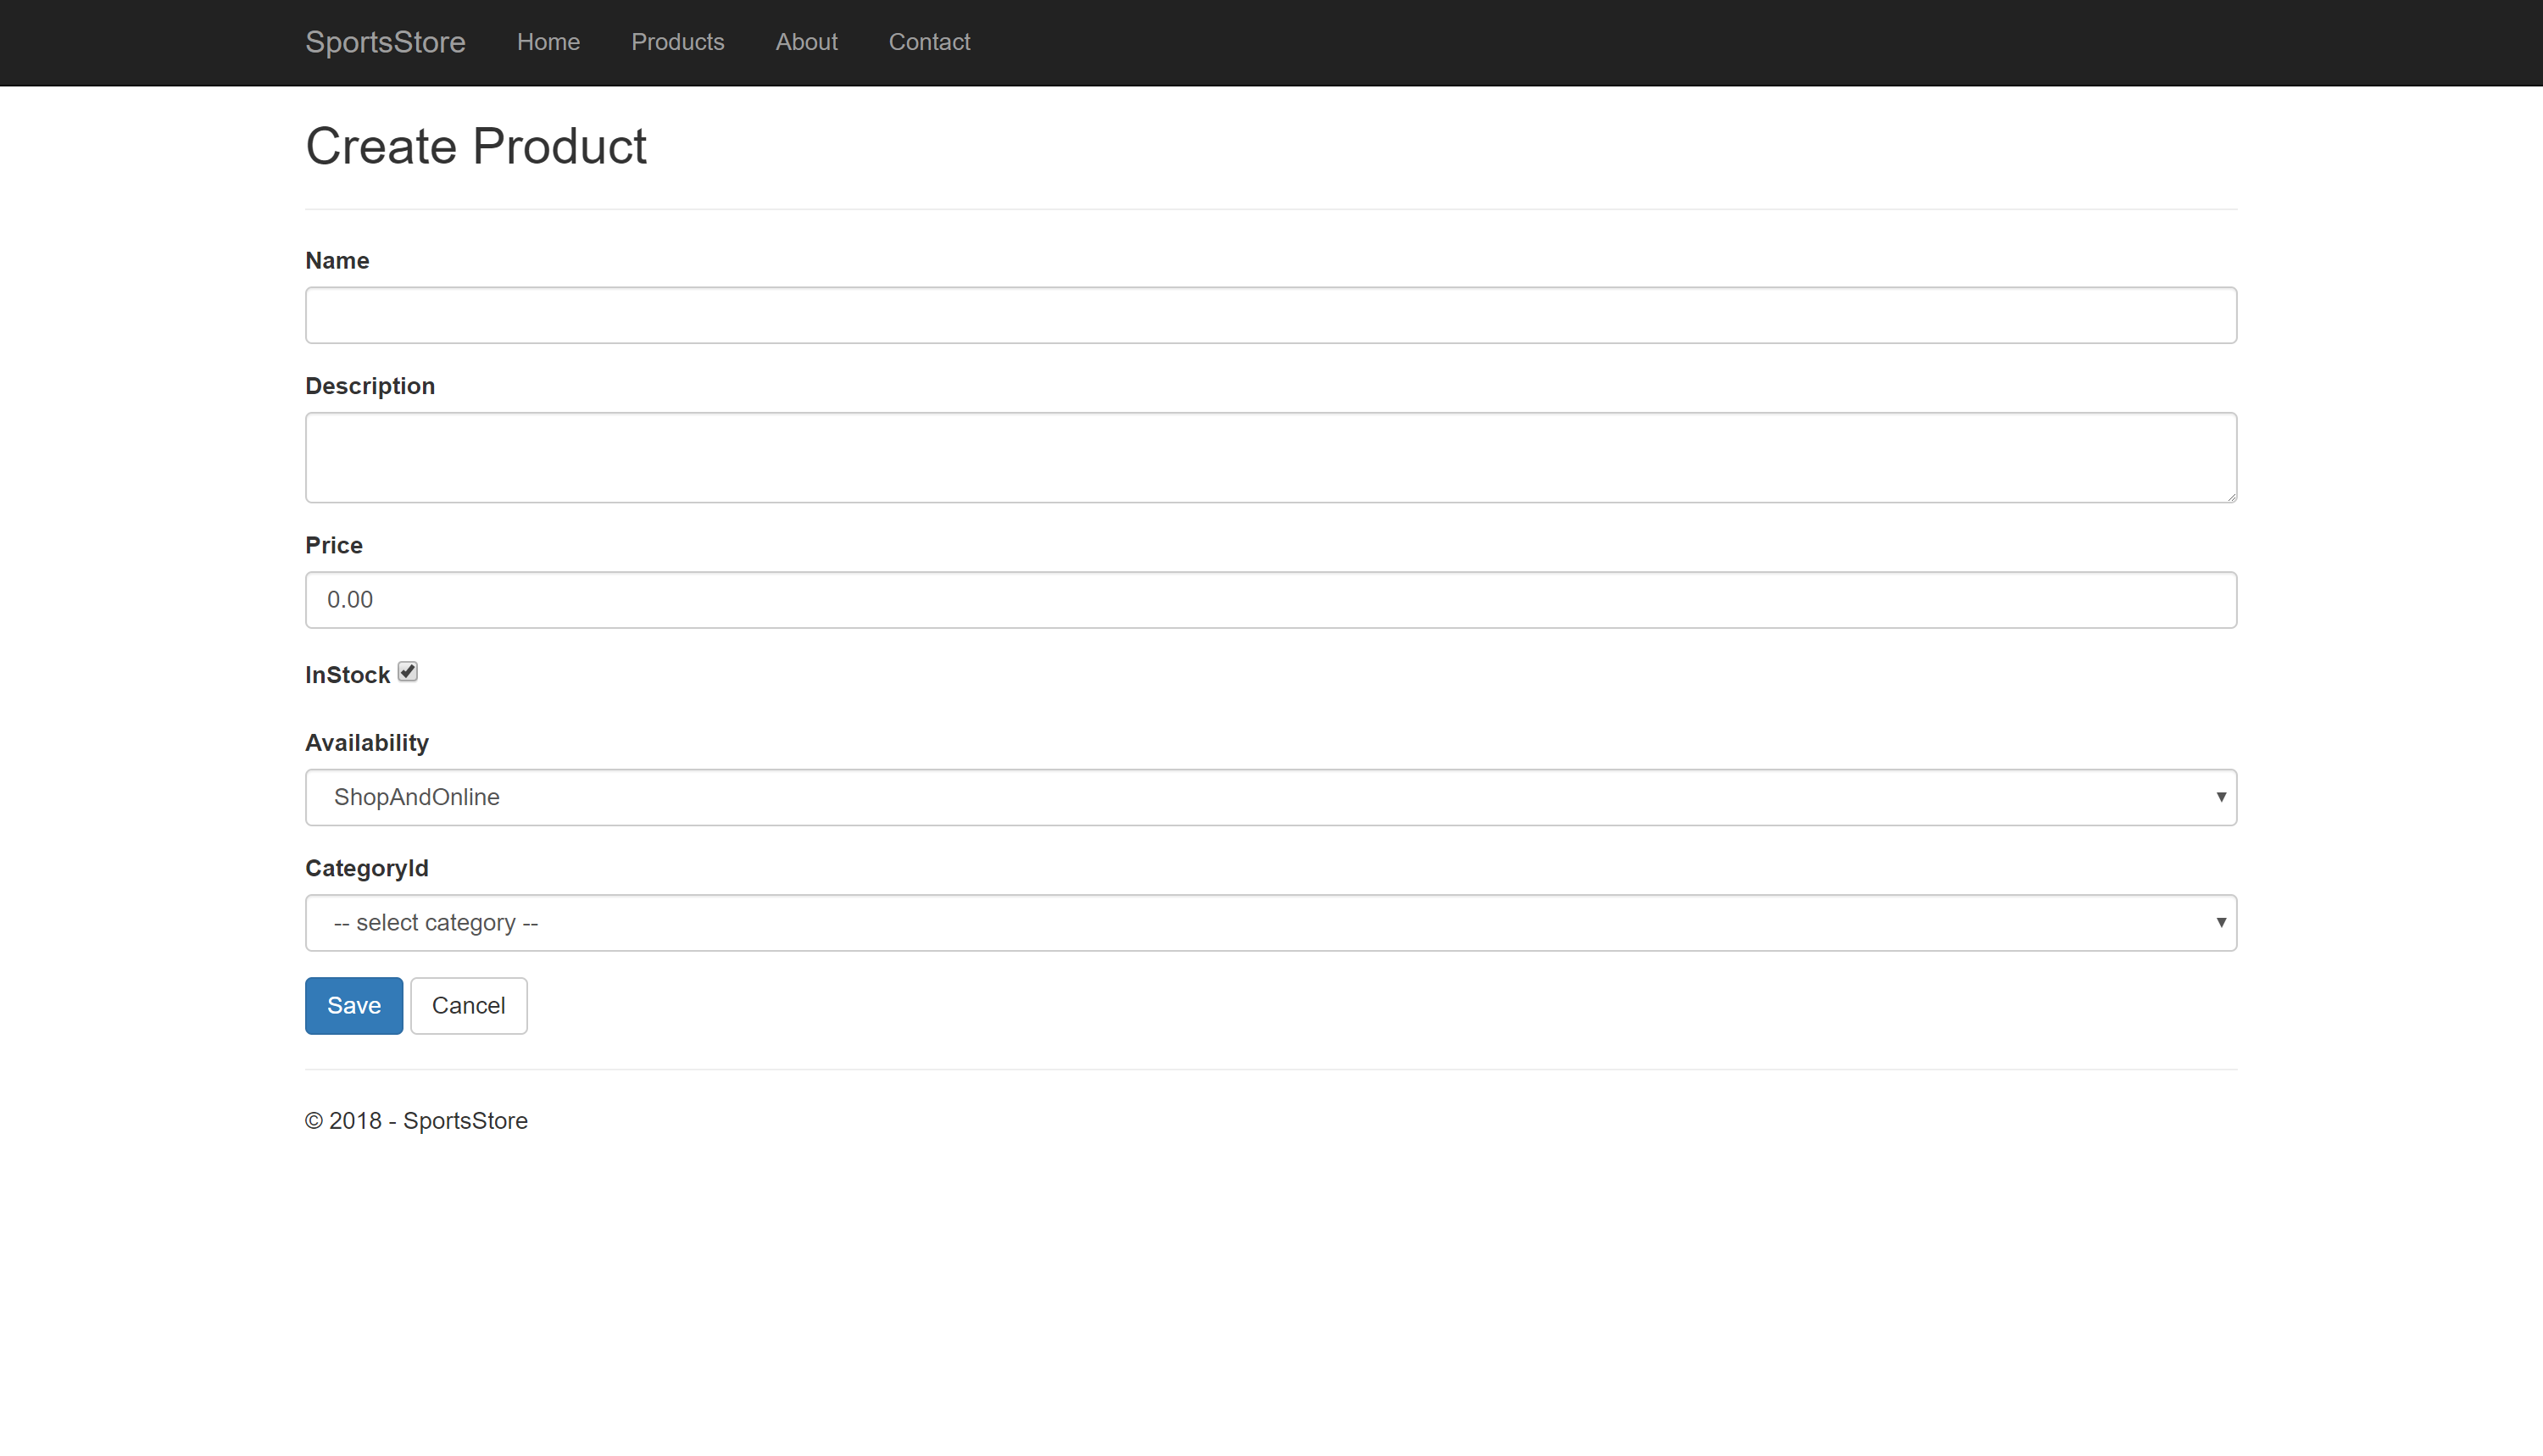 SportsStore Home Products About Contact
Create Product
Name
Description
Price
0.00
InStock
Availability
ShopAndOnline
CategoryId
-- select category --
Save Cancel
© 2018 - SportsStore